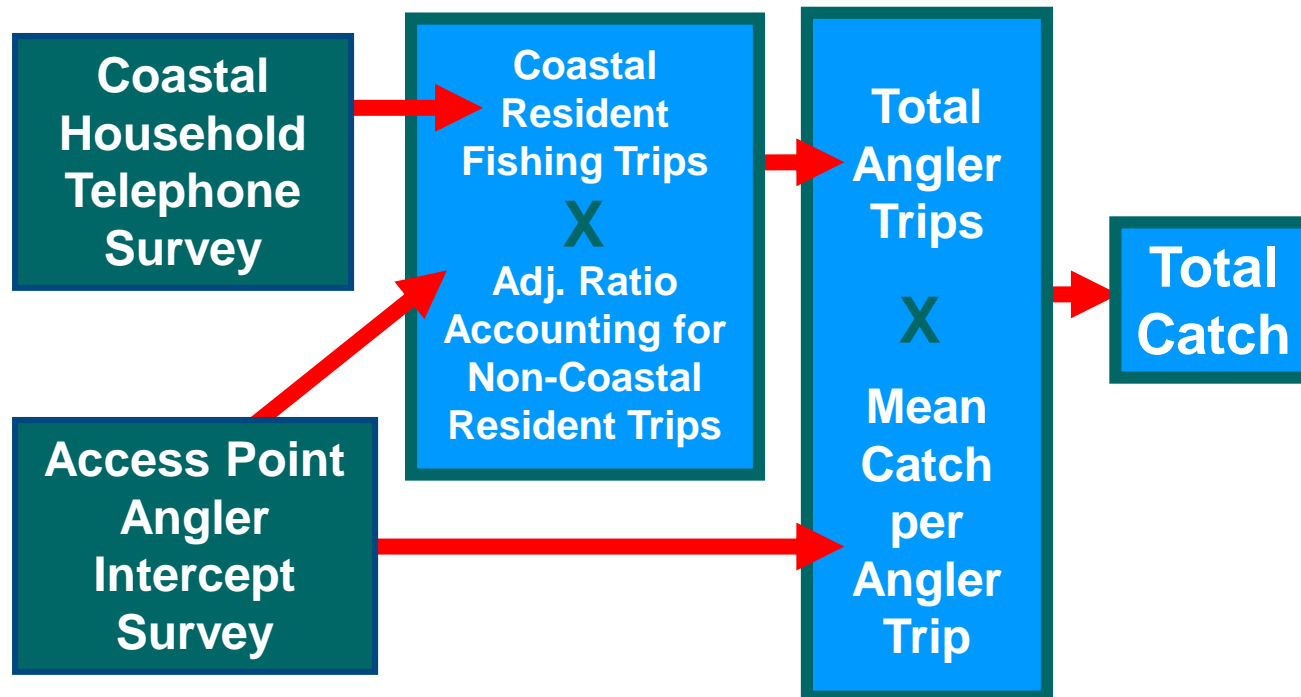 Coastal
Household
Telephone
Survey
Access Point
Angler
Intercept
Survey
Coastal
Resident
Fishing Trips
X
Adj. Ratio
Accounting for
Non-Coastal
Resident Trips
Total
Angler
Trips
X
Mean
Catch
per
Angler
Trip
Total
Catch